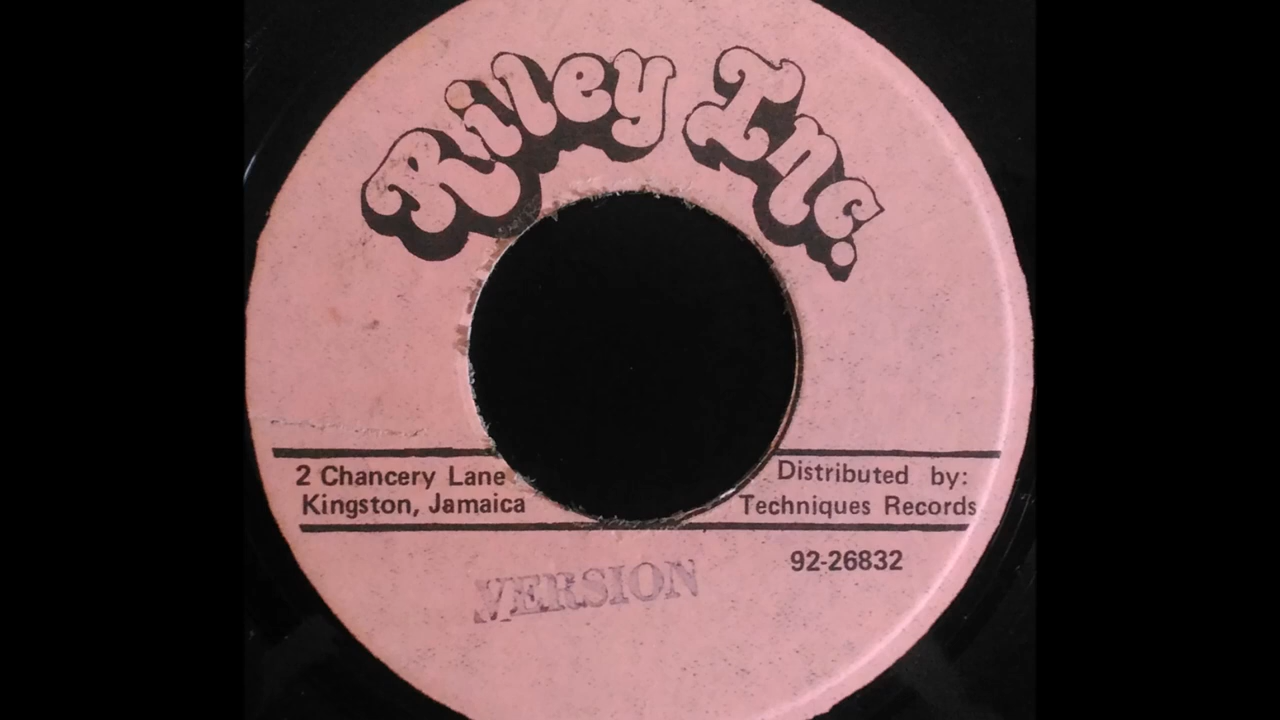 Riley Inc.
2 Chancery Lane
Kingston, Jamaica
Distributed by:
Techniques Records
92-26832
VERSION